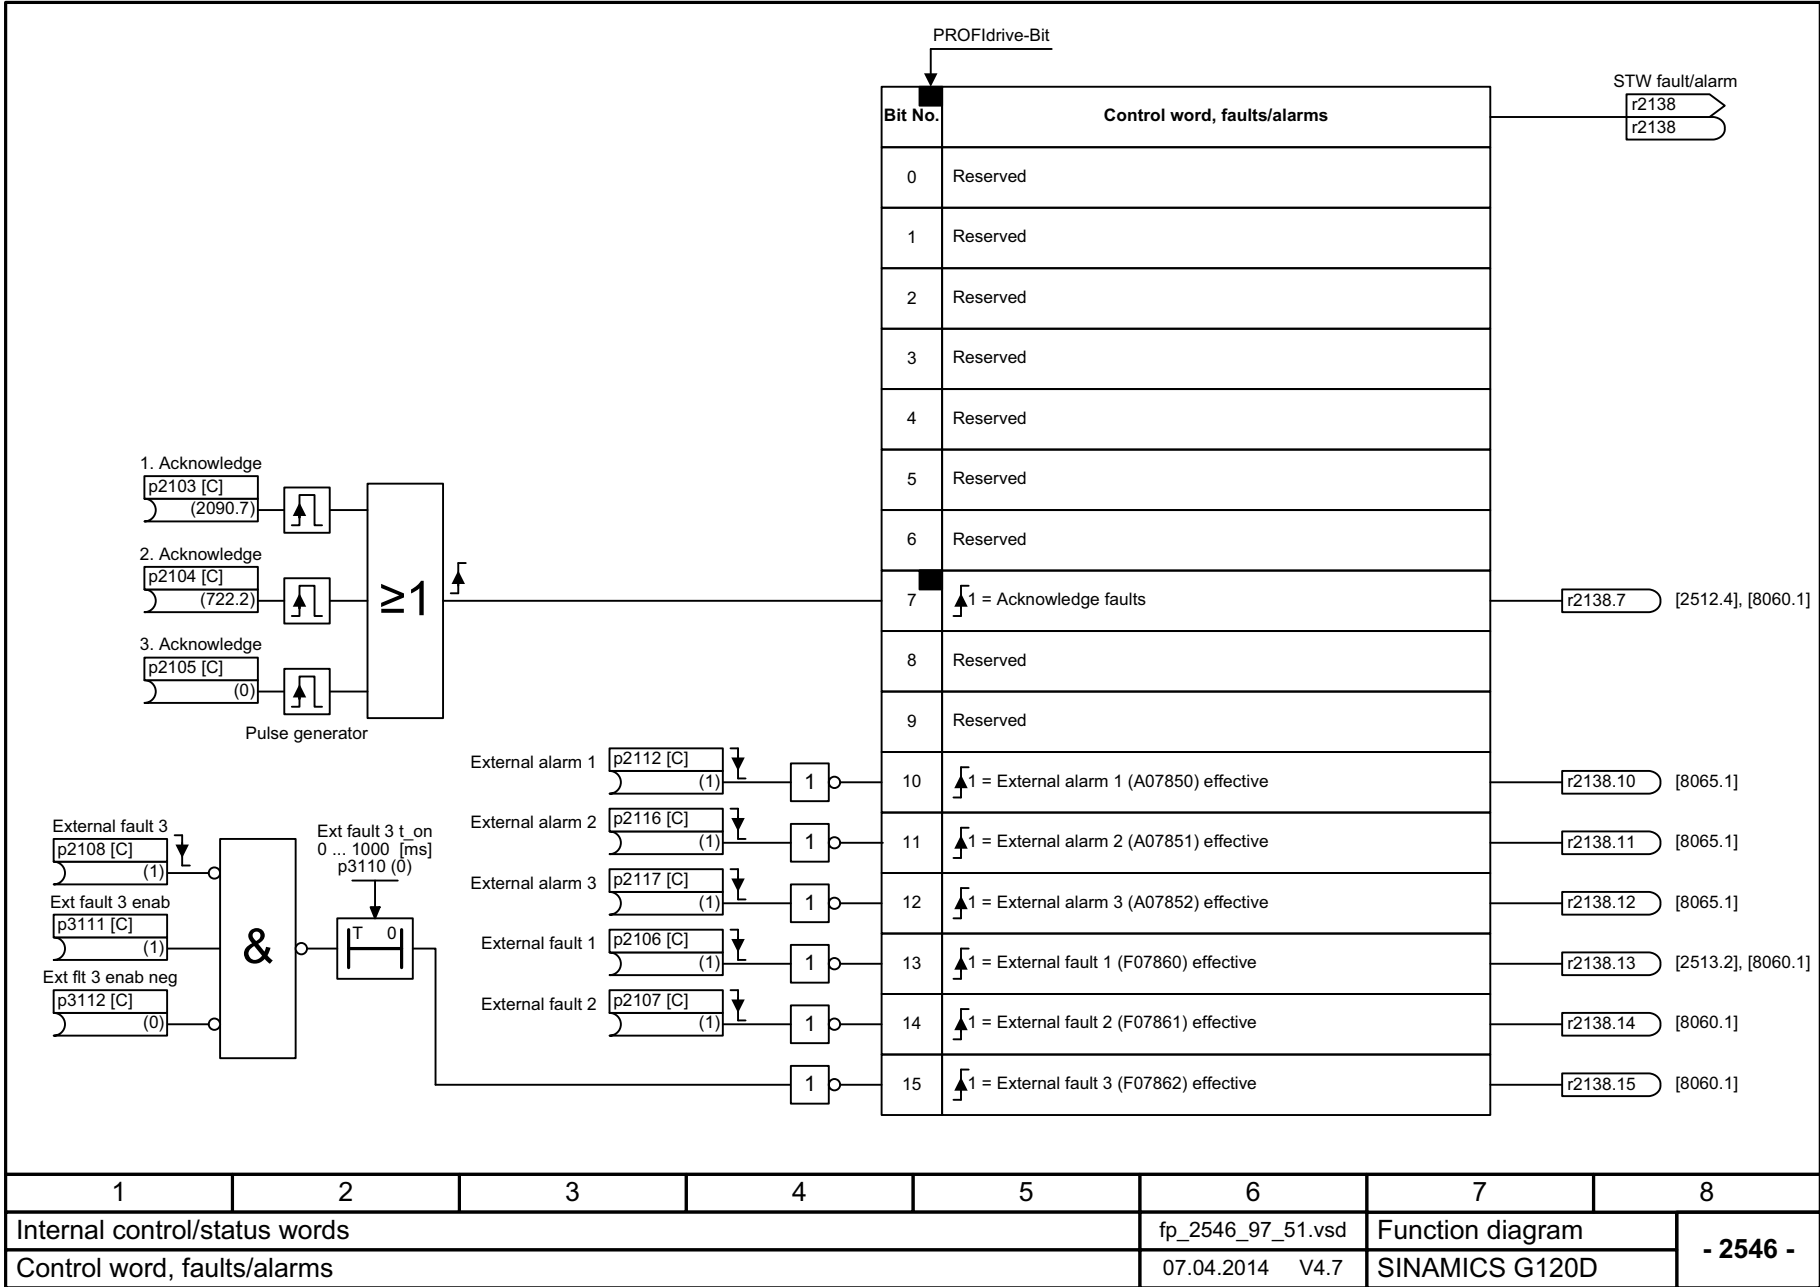 PROFIdrive-Bit
STW fault/alarm
r2138
r2138
Bit No. Control word, faults/alarms
0 Reserved
1 Reserved
2 Reserved
3 Reserved
4 Reserved
5 Reserved
6 Reserved
7 1 = Acknowledge faults r2138.7 [2512.4], [8060.1]
8 Reserved
9 Reserved
10 1 = External alarm 1 (A07850) effective r2138.10 [8065.1]
11 1 = External alarm 2 (A07851) effective r2138.11 [8065.1]
12 1 = External alarm 3 (A07852) effective r2138.12 [8065.1]
13 1 = External fault 1 (F07860) effective r2138.13 [2513.2], [8060.1]
14 1 = External fault 2 (F07861) effective r2138.14 [8060.1]
15 1 = External fault 3 (F07862) effective r2138.15 [8060.1]
1. Acknowledge
p2103 [C]
(2090.7)
2. Acknowledge
p2104 [C]
(722.2)
3. Acknowledge
p2105 [C]
(0)
≥1
Pulse generator
External alarm 1 p2112 [C]
(1) 1
External alarm 2 p2116 [C]
(1) 1
External alarm 3 p2117 [C]
(1) 1
External fault 1 p2106 [C]
(1) 1
External fault 2 p2107 [C]
(1) 1
1
External fault 3
p2108 [C]
(1)
Ext fault 3 enab
p3111 [C]
(1)
Ext flt 3 enab neg
p3112 [C]
(0)
&
Ext fault 3 t_on
0 ... 1000 [ms]
p3110 (0)
T 0
1 2 3 4 5 6 7 8
Internal control/status words fp_2546_97_51.vsd Function diagram
Control word, faults/alarms 07.04.2014 V4.7 SINAMICS G120D
- 2546 -